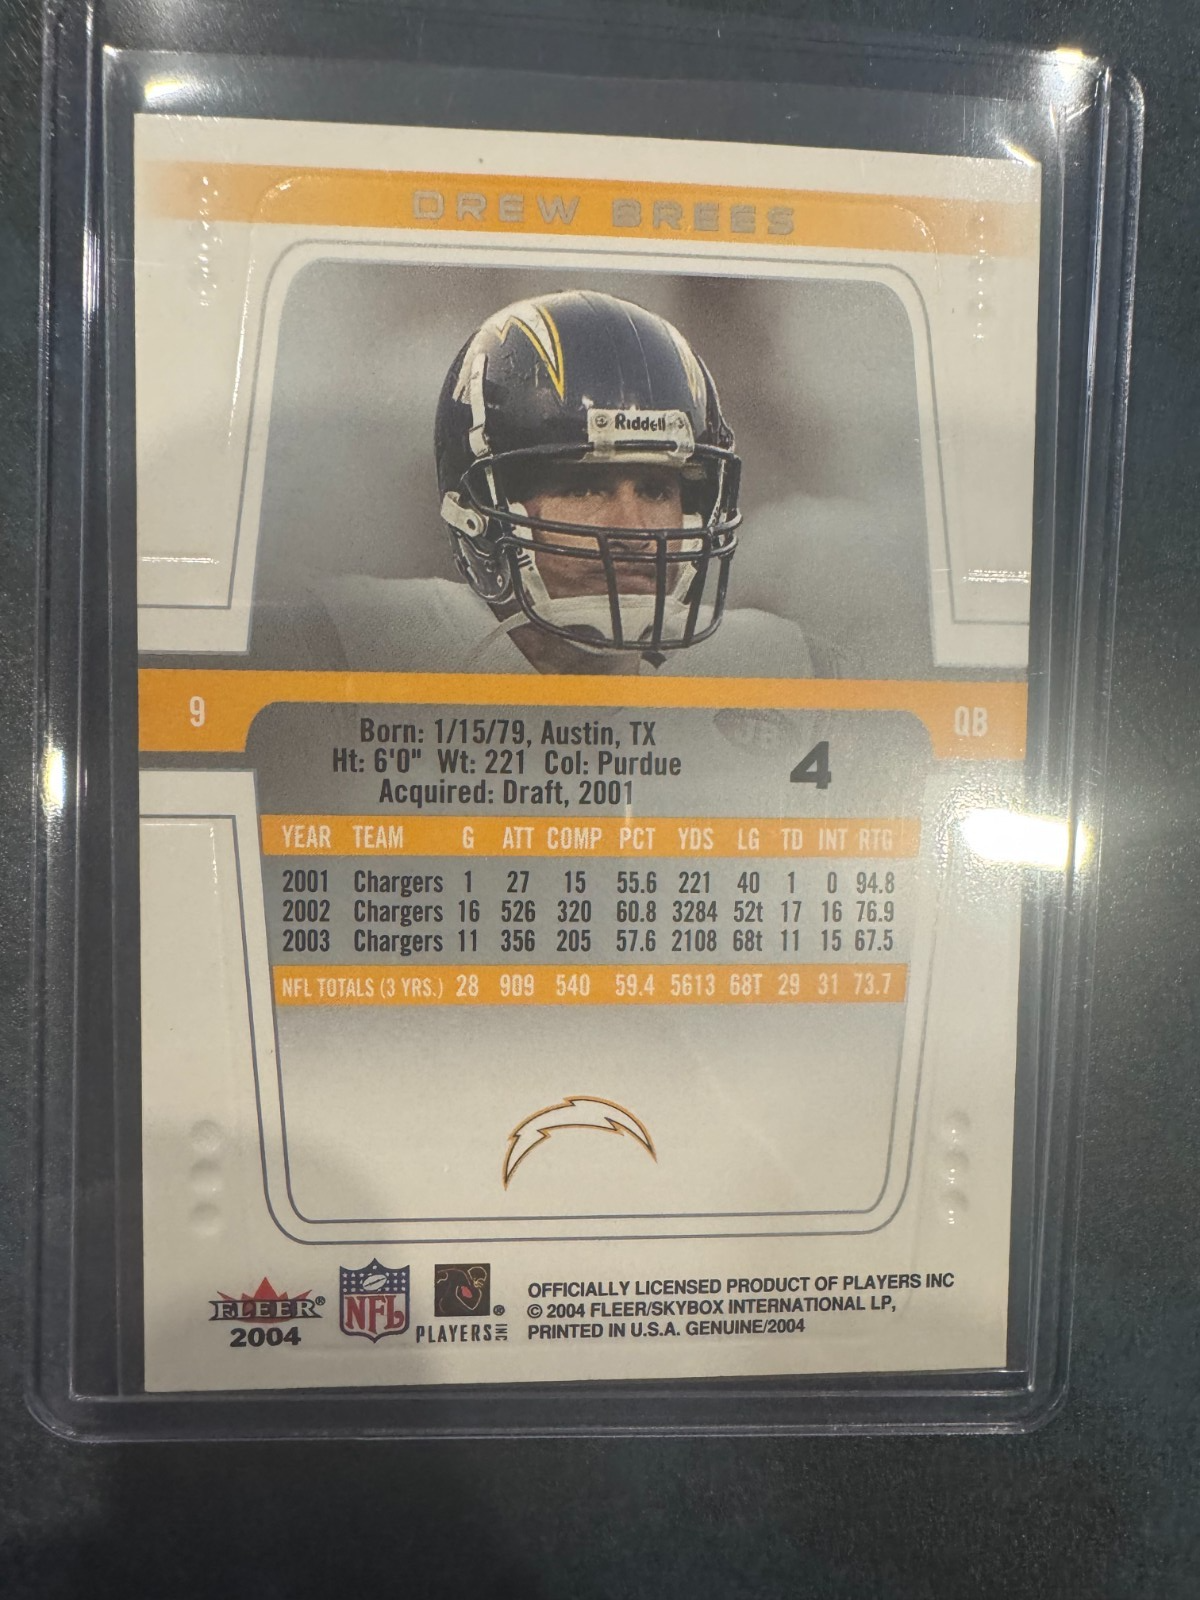 DREW BREES
Riddell
9
QB
Born: 1/15/79, Austin, TX
Ht: 6'0" Wt: 221 Col: Purdue
Acquired: Draft, 2001
4
YEAR TEAM G ATT COMP PCT YDS LG TD INT RTG
2001 Chargers 1 27 15 55.6 221 40 1 0 94.8
2002 Chargers 16 526 320 60.8 3284 52t 17 16 76.9
2003 Chargers 11 356 205 57.6 2108 68t 11 15 67.5
NFL TOTALS (3 YRS.) 28 909 540 59.4 5613 68T 29 31 73.7
FLEER®
2004
NFL
PLAYERS INC ®
OFFICIALLY LICENSED PRODUCT OF PLAYERS INC
© 2004 FLEER/SKYBOX INTERNATIONAL LP,
PRINTED IN U.S.A. GENUINE/2004